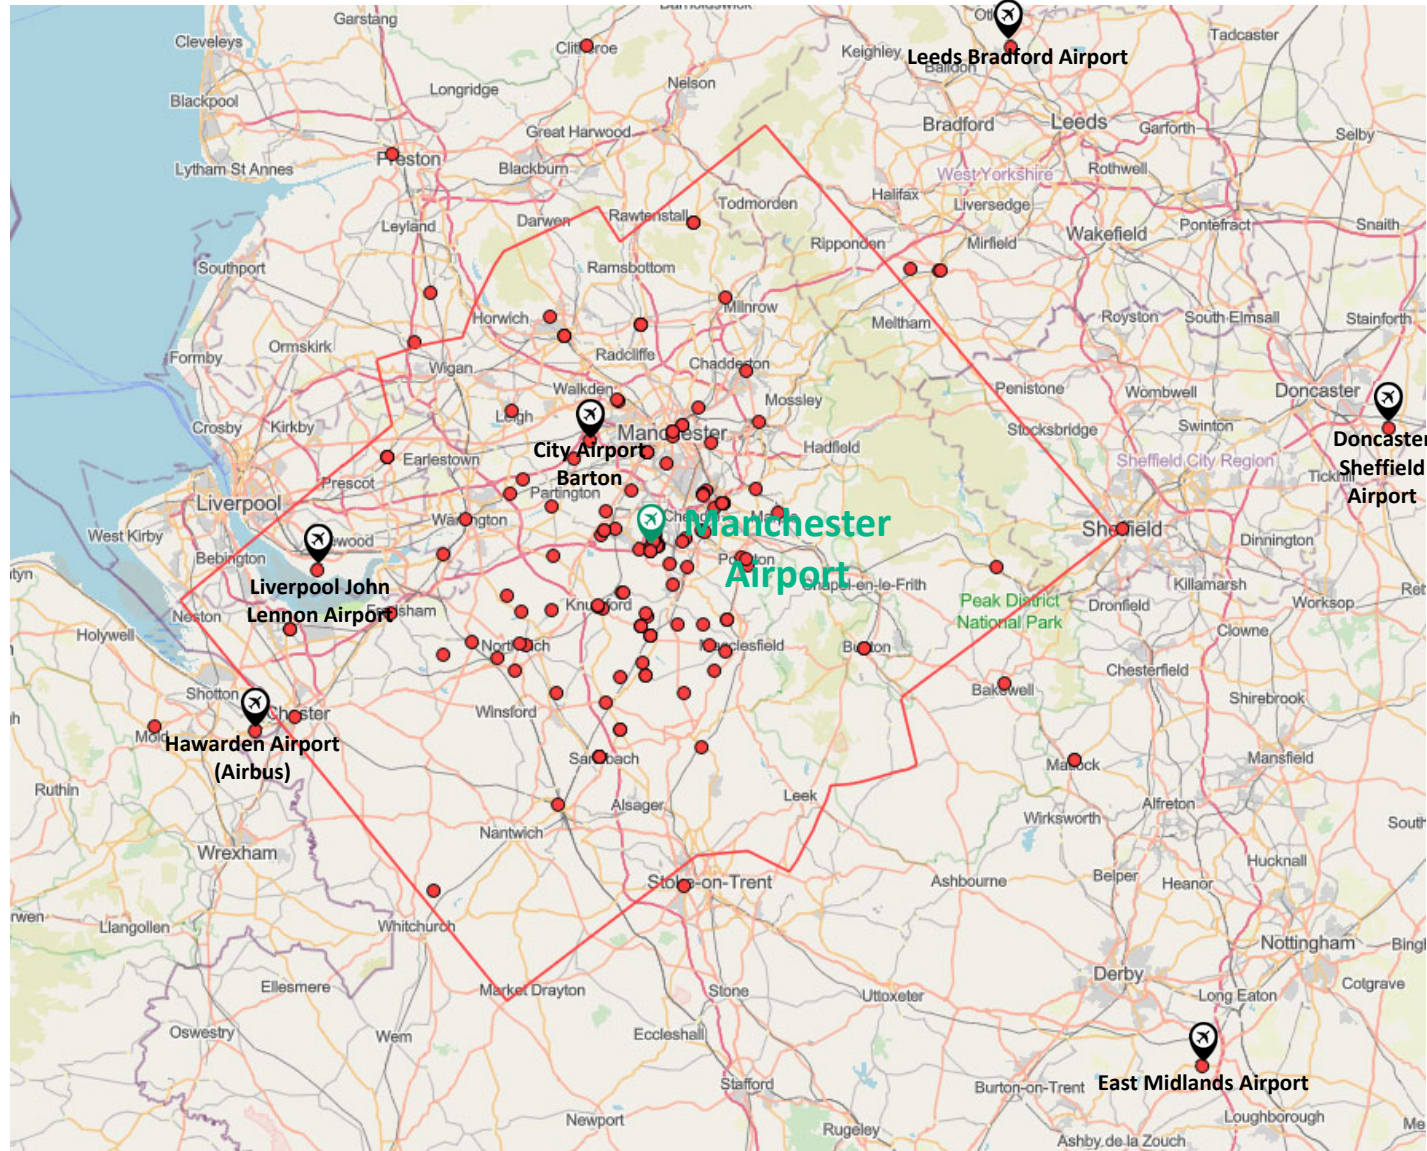 Garstang
Cleveleys
Clitheroe
Keighley
Tadcaster
Leeds Bradford Airport
Baildon
Nelson
Longridge
Blackpool
Great Harwood
Bradford
Leeds
Garforth
Selby
Preston
Lytham St Annes
Blackburn
West Yorkshire
Rothwell
Halifax
Liversedge
Todmorden
Leyland
Darwen
Rawtenstall
Pontefract
Snaith
Wakefield
Ripponden
Mirfield
Southport
Ramsbottom
Milnrow
Horwich
Meltham
Royston
South Elmsall
Stainforth
Formby
Ormskirk
Radcliffe
Chadderton
Wigan
Walkden
Mossley
Penistone
Wombwell
Doncaster
Leigh
Crosby
Kirkby
Manchester
Stocksbridge
Swinton
Doncaster
Sheffield
Airport
City Airport
Barton
Hadfield
Earlestown
Sheffield City Region
Tickhill
Prescot
Partington
Liverpool
Warrington
Manchester
Airport
Sheffield
West Kirby
Bebington
Dinnington
Liverpool John
Lennon Airport
Poynton
Chapel-en-le-Frith
Killamarsh
Peak District
National Park
Dronfield
Worksop
Neston
Frodsham
Knutsford
Holywell
Clowne
Northwich
Macclesfield
Buxton
Chesterfield
Shotton
Bakewell
Shirebrook
Chester
Winsford
Mold
Hawarden Airport
(Airbus)
Sandbach
Matlock
Mansfield
Ruthin
Alsager
Leek
Alfreton
Wirksworth
Nantwich
Wrexham
Hucknall
Stoke-on-Trent
Ashbourne
Belper
Heanor
Llangollen
Whitchurch
Nottingham
Derby
Ellesmere
Market Drayton
Stone
Uttoxeter
Long Eaton
Cotgrave
Oswestry
Wem
Eccleshall
Stafford
Burton-on-Trent
East Midlands Airport
Newport
Rugeley
Loughborough
Ashby de la Zouch